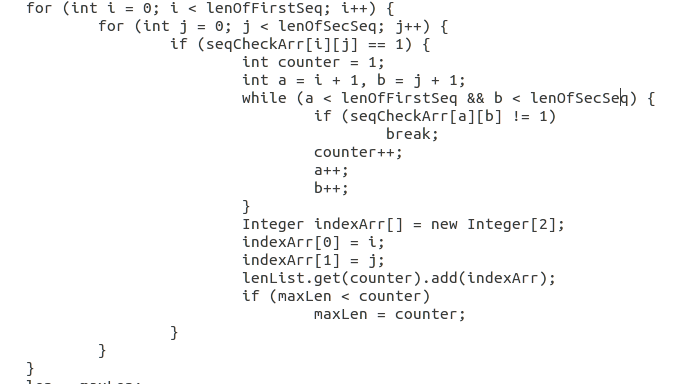 for (int i = 0; i < lenOfFirstSeq; i++) {
for (int j = 0; j < lenOfSecSeq; j++) {
if (seqCheckArr[i][j] == 1) {
int counter = 1;
int a = i + 1, b = j + 1;
while (a < lenOfFirstSeq && b < lenOfSecSeq) {
if (seqCheckArr[a][b] != 1)
break;
counter++;
a++;
b++;
}
Integer indexArr[] = new Integer[2];
indexArr[0] = i;
indexArr[1] = j;
lenList.get(counter).add(indexArr);
if (maxLen < counter)
maxLen = counter;
}
}
}